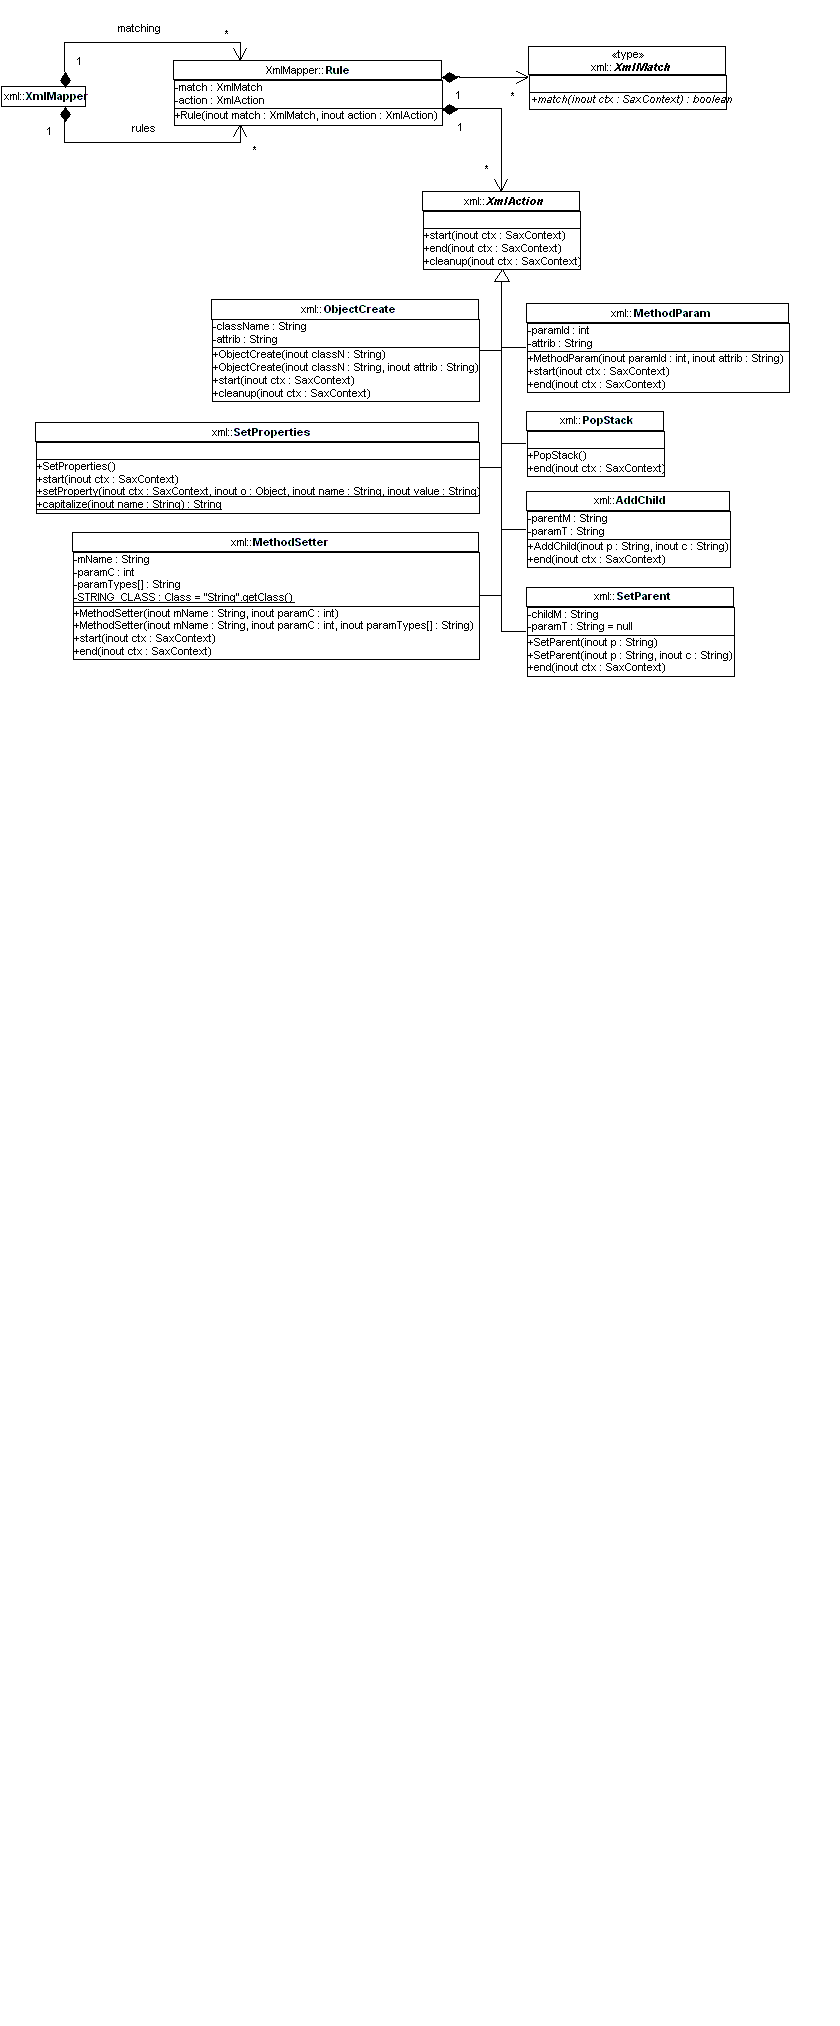 matching
*
1
xml::XmlMapper
1
rules
*
XmlMapper::Rule
-match : XmlMatch
-action : XmlAction
+Rule(inout match : XmlMatch, inout action : XmlAction)
1
*
1
*
«type»
xml::XmlMatch
+match(inout ctx : SaxContext) : boolean
xml::XmlAction
+start(inout ctx : SaxContext)
+end(inout ctx : SaxContext)
+cleanup(inout ctx : SaxContext)
xml::ObjectCreate
-className : String
-attrib : String
+ObjectCreate(inout classN : String)
+ObjectCreate(inout classN : String, inout attrib : String)
+start(inout ctx : SaxContext)
+cleanup(inout ctx : SaxContext)
xml::MethodParam
-paramId : int
-attrib : String
+MethodParam(inout paramId : int, inout attrib : String)
+start(inout ctx : SaxContext)
+end(inout ctx : SaxContext)
xml::SetProperties
+SetProperties()
+start(inout ctx : SaxContext)
+setProperty(inout ctx : SaxContext, inout o : Object, inout name : String, inout value : String)
+capitalize(inout name : String) : String
xml::PopStack
+PopStack()
+end(inout ctx : SaxContext)
xml::AddChild
-parentM : String
-paramT : String
+AddChild(inout p : String, inout c : String)
+end(inout ctx : SaxContext)
xml::MethodSetter
-mName : String
-paramC : int
-paramTypes[] : String
-STRING_CLASS : Class = "String".getClass()
+MethodSetter(inout mName : String, inout paramC : int)
+MethodSetter(inout mName : String, inout paramC : int, inout paramTypes[] : String)
+start(inout ctx : SaxContext)
+end(inout ctx : SaxContext)
xml::SetParent
-childM : String
-paramT : String = null
+SetParent(inout p : String)
+SetParent(inout p : String, inout c : String)
+end(inout ctx : SaxContext)